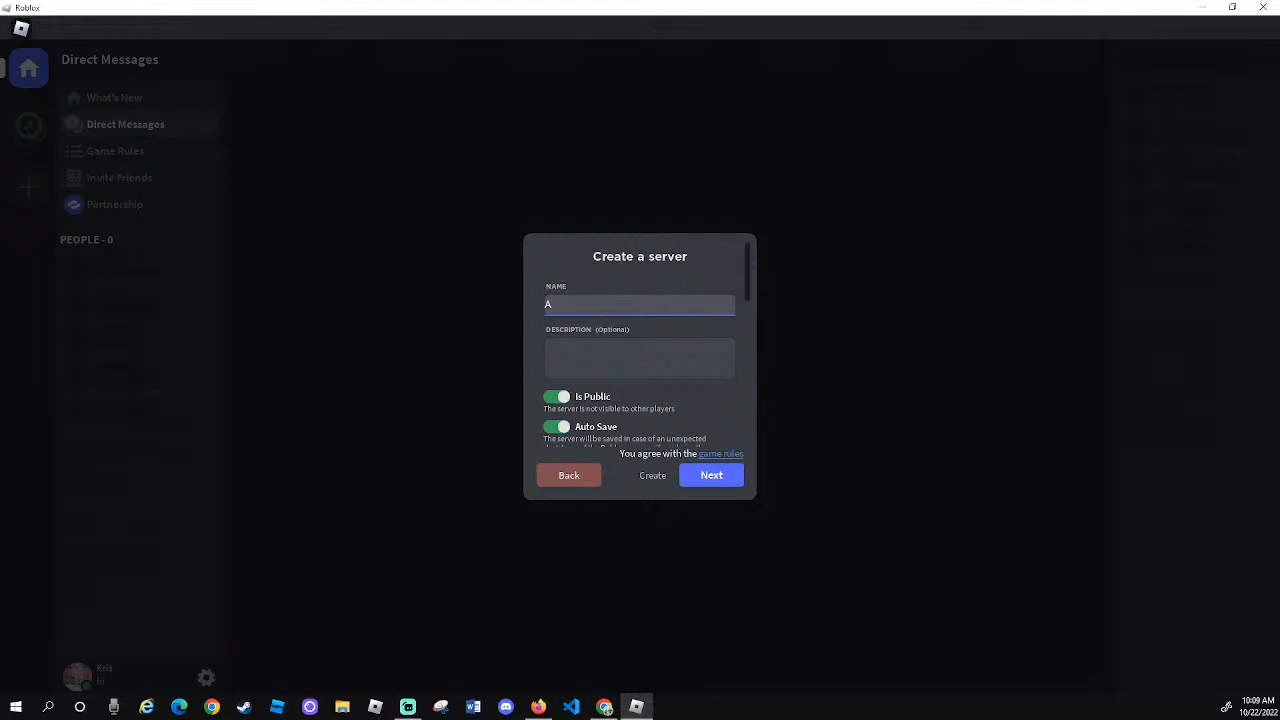 Roblox
Direct Messages
What's New
Direct Messages
Game Rules
Invite Friends
Partnership
PEOPLE - 0
Create a server
NAME
A
DESCRIPTION (Optional)
Is Public
The server is not visible to other players
Auto Save
The server will be saved in case of an unexpected
You agree with the game rules
Back
Create
Next
Kris
hi
10:09 AM
10/22/2022